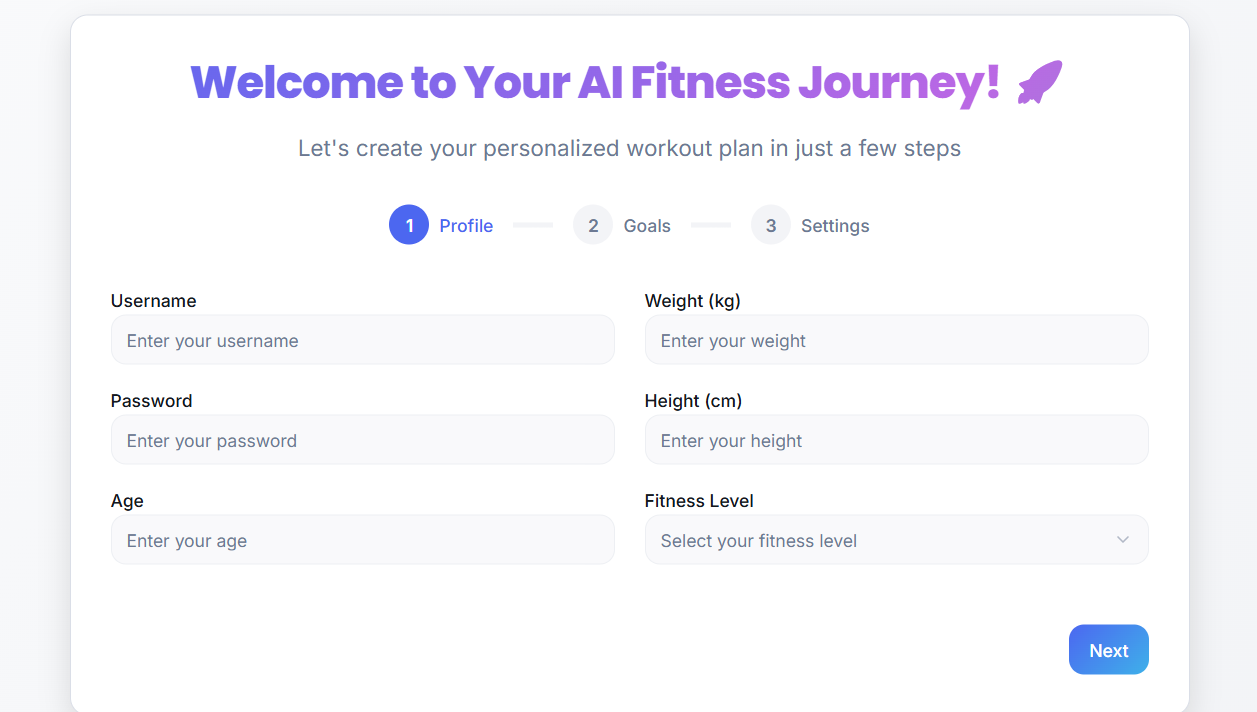 Welcome to Your AI Fitness Journey! 🚀
Let's create your personalized workout plan in just a few steps
1 Profile 2 Goals 3 Settings
Username
Enter your username
Weight (kg)
Enter your weight
Password
Enter your password
Height (cm)
Enter your height
Age
Enter your age
Fitness Level
Select your fitness level
Next